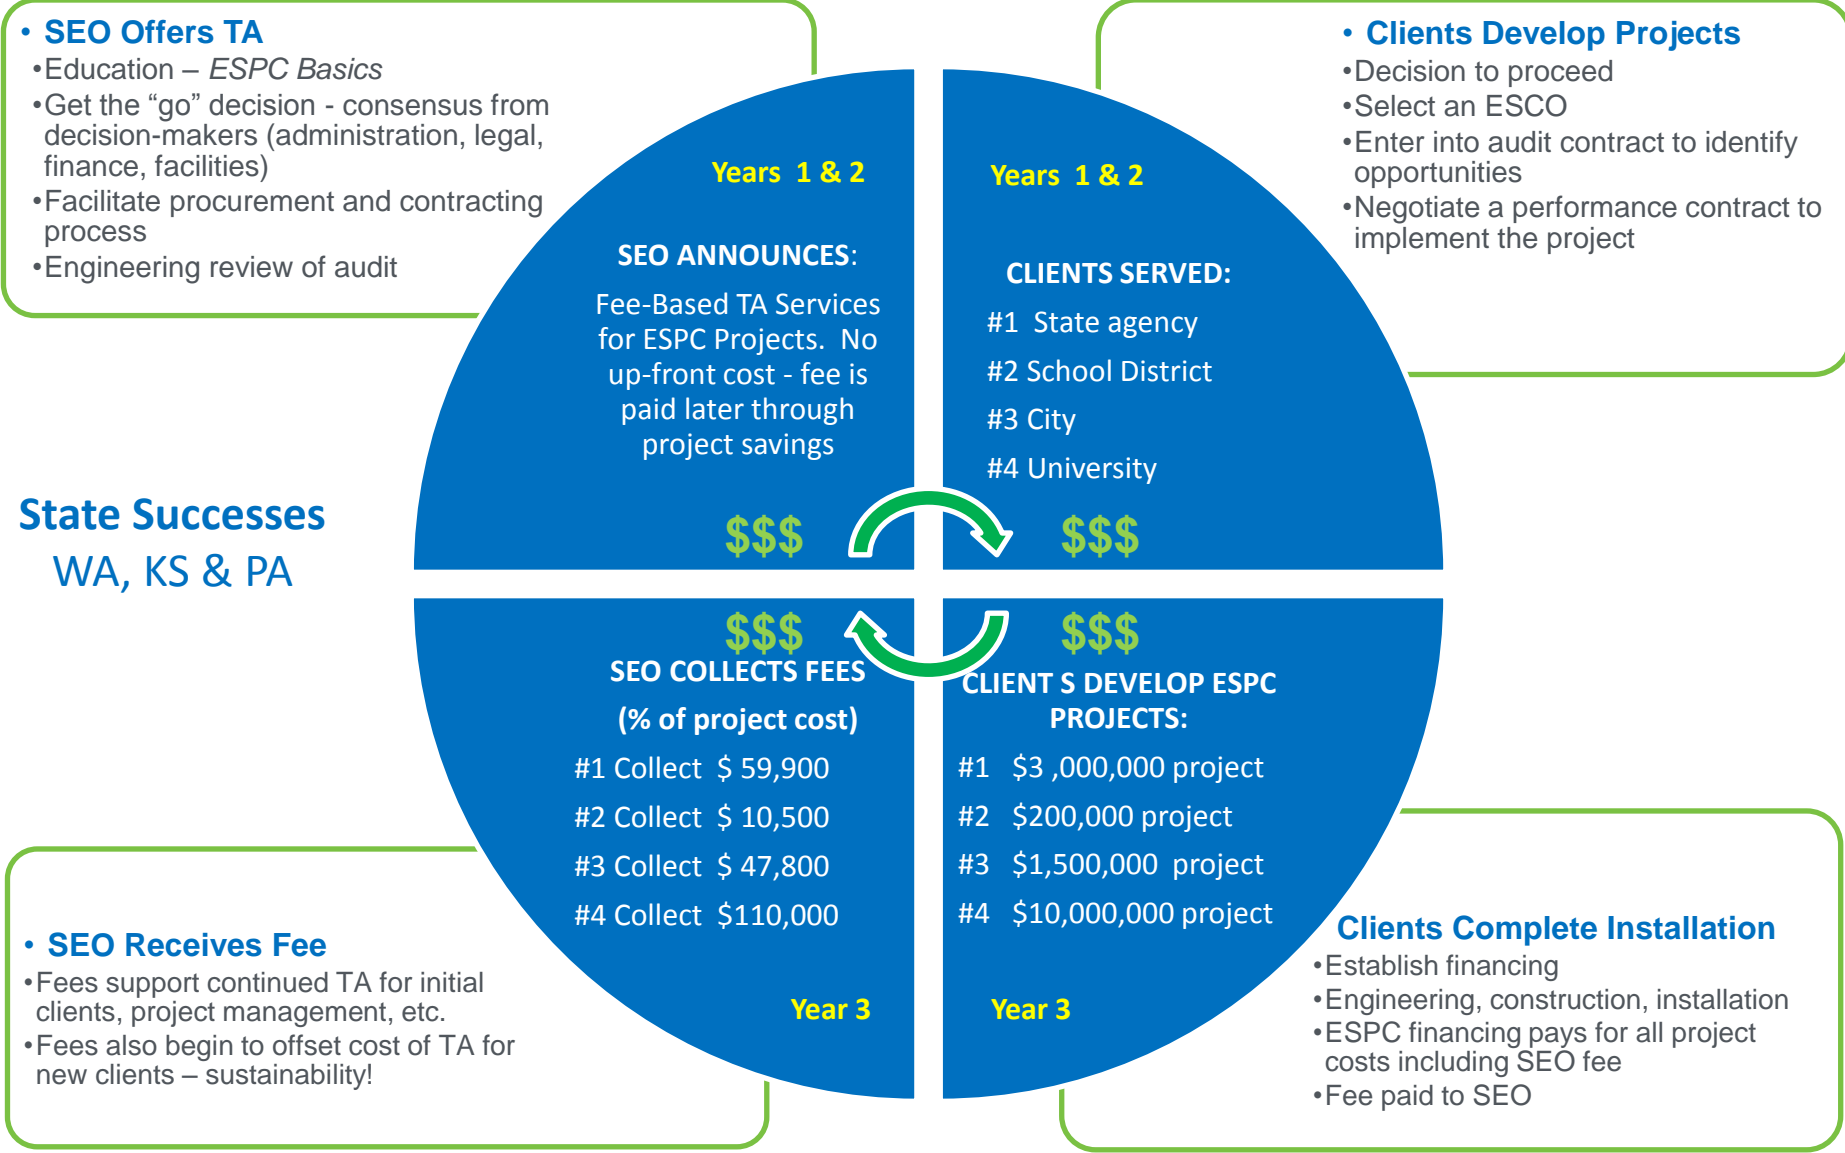 • SEO Offers TA
•Education – ESPC Basics
•Get the “go” decision - consensus from
decision-makers (administration, legal,
finance, facilities)
•Facilitate procurement and contracting
process
•Engineering review of audit
• Clients Develop Projects
•Decision to proceed
•Select an ESCO
•Enter into audit contract to identify
opportunities
•Negotiate a performance contract to
implement the project
Years 1 & 2
SEO ANNOUNCES:
Fee-Based TA Services
for ESPC Projects. No
up-front cost - fee is
paid later through
project savings
$$$
Years 1 & 2
CLIENTS SERVED:
#1 State agency
#2 School District
#3 City
#4 University
$$$
State Successes
WA, KS & PA
$$$
SEO COLLECTS FEES
(% of project cost)
#1 Collect $ 59,900
#2 Collect $ 10,500
#3 Collect $ 47,800
#4 Collect $110,000
Year 3
$$$
CLIENT S DEVELOP ESPC
PROJECTS:
#1 $3 ,000,000 project
#2 $200,000 project
#3 $1,500,000 project
#4 $10,000,000 project
Year 3
• SEO Receives Fee
•Fees support continued TA for initial
clients, project management, etc.
•Fees also begin to offset cost of TA for
new clients – sustainability!
Clients Complete Installation
•Establish financing
•Engineering, construction, installation
•ESPC financing pays for all project
costs including SEO fee
•Fee paid to SEO